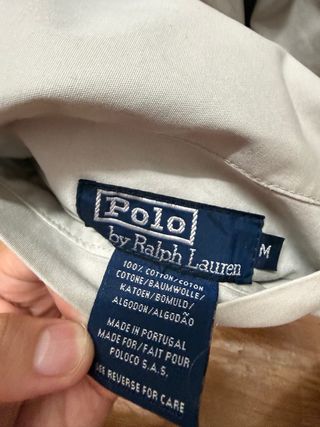 Polo
by Ralph Lauren
M
100% COTTON/COTON
COTONE/BAUMWOLLE/
KATOEN/BOMULD/
ALGODON/ALGODÃO
MADE IN PORTUGAL
MADE FOR/FAIT POUR
POLOCO S.A.S.
SEE REVERSE FOR CARE